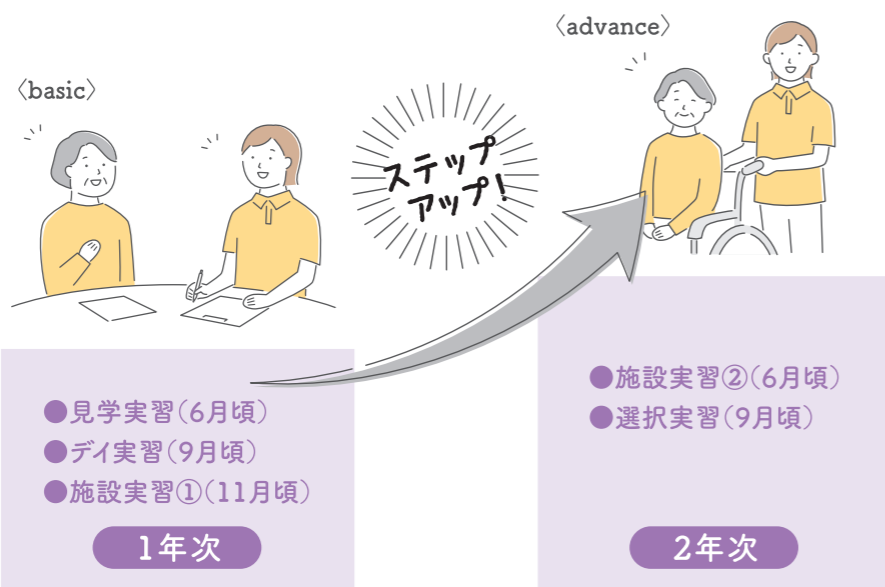 〈basic〉
ステップ
アップ!
〈advance〉
●見学実習(6月頃)
●デイ実習(9月頃)
●施設実習①(11月頃)
1年次
●施設実習②(6月頃)
●選択実習(9月頃)
2年次